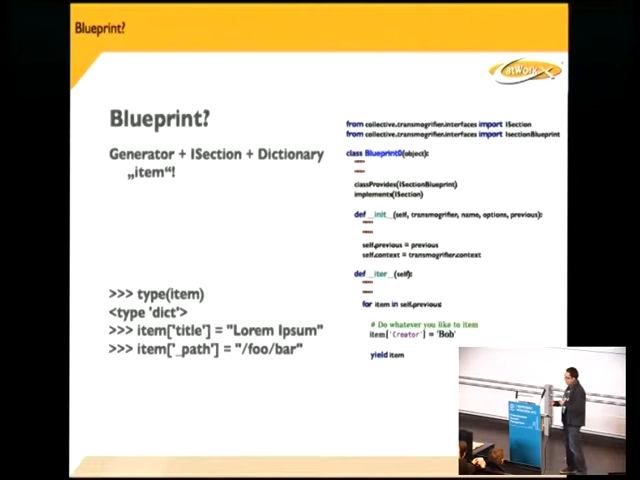 Blueprint?
atWork
Blueprint?
Generator + ISection + Dictionary
„item“!
>>> type(item)
<type 'dict'>
>>> item['title'] = "Lorem Ipsum"
>>> item['_path'] = "/foo/bar"
from collective.transmogrifier.interfaces import ISection
from collective.transmogrifier.interfaces import IsectionBlueprint
class Blueprint0(object):
classProvides(ISectionBlueprint)
implements(ISection)
def __init__(self, transmogrifier, name, options, previous):
self.previous = previous
self.context = transmogrifier.context
def __iter__(self):
for item in self.previous:
# Do whatever you like to item
item['Creator'] = 'Bob'
yield item